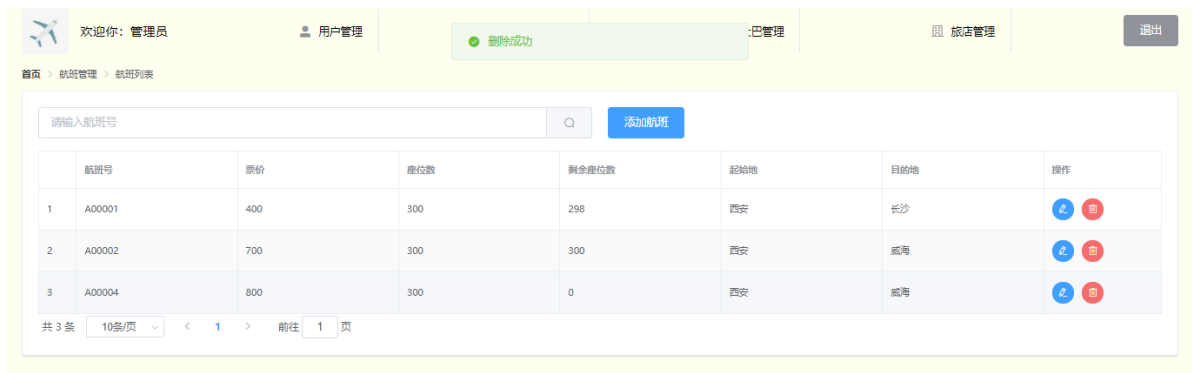 欢迎你：管理员
用户管理
删除成功
巴管理
旅店管理
退出
首页 > 航班管理 > 航班列表
请输入航班号
添加航班
航班号 票价 座位数 剩余座位数 起始地 目的地 操作
1 A00001 400 300 298 西安 长沙
2 A00002 700 300 300 西安 威海
3 A00004 800 300 0 西安 威海
共 3 条 10条/页 < 1 > 前往 1 页